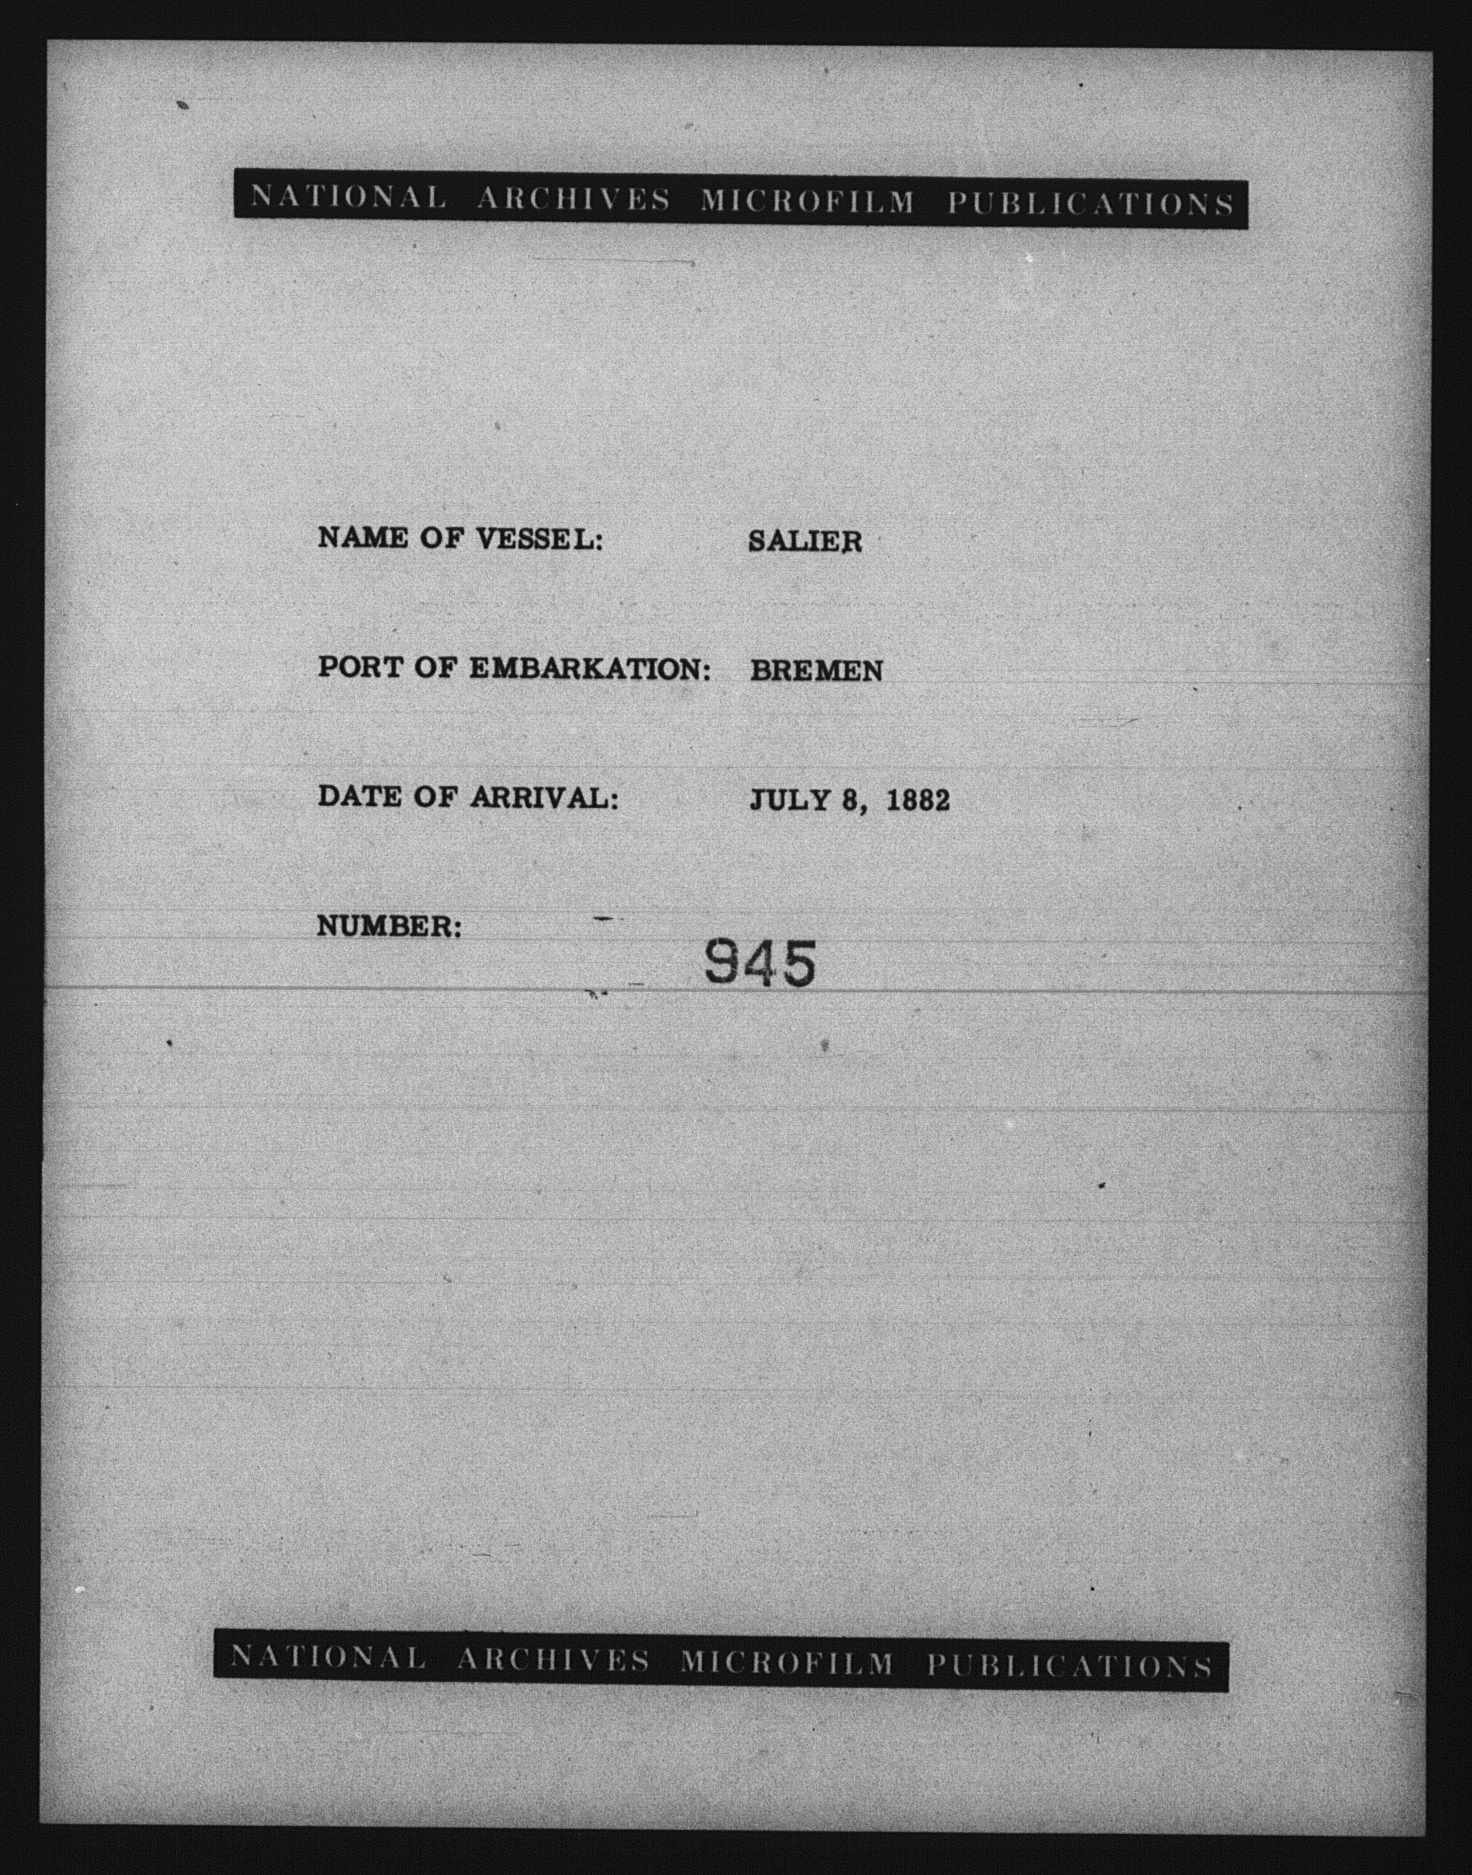 NATIONAL ARCHIVES MICROFILM PUBLICATIONS
NAME OF VESSEL: SALIER
PORT OF EMBARKATION: BREMEN
DATE OF ARRIVAL: JULY 8, 1882
NUMBER: 945
NATIONAL ARCHIVES MICROFILM PUBLICATIONS